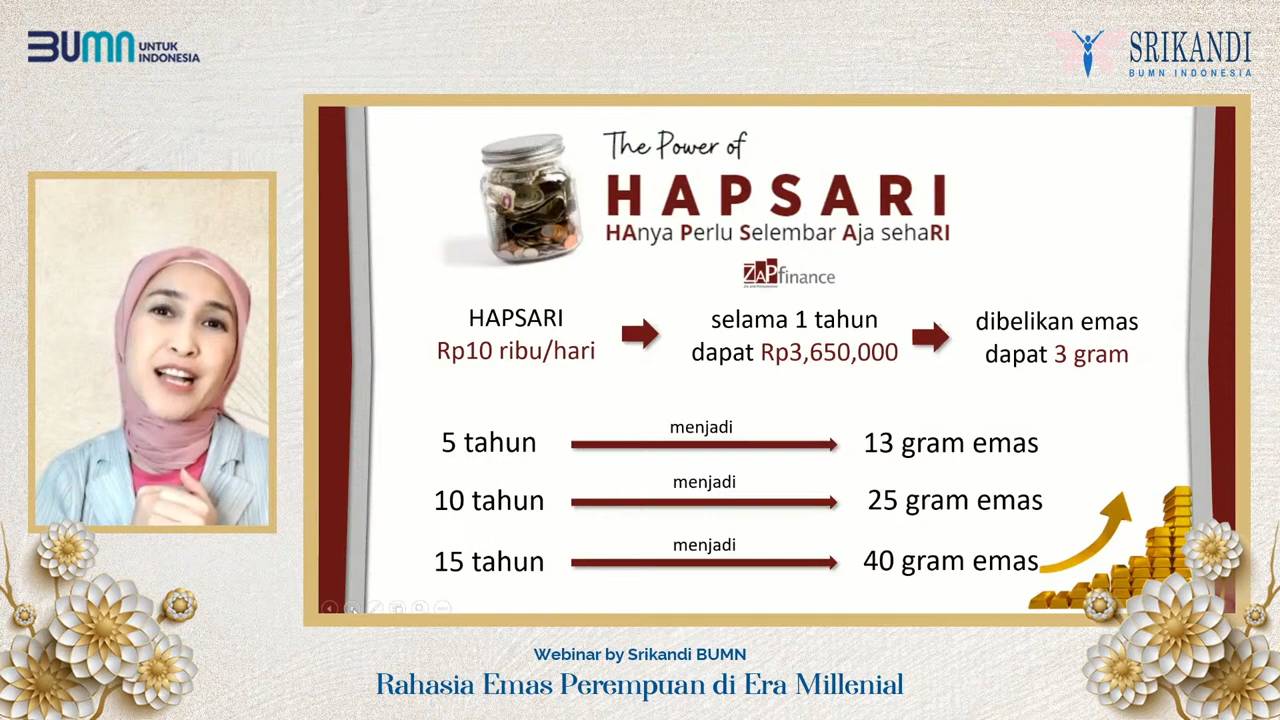 BUMN UNTUK
INDONESIA
SRIKANDI
BUMN INDONESIA
The Power of
HAPSARI
HAnya Perlu Selembar Aja sehaRI
ZAPfinance
HAPSARI
Rp10 ribu/hari
selama 1 tahun
dapat Rp3,650,000
dibelikan emas
dapat 3 gram
5 tahun menjadi 13 gram emas
10 tahun menjadi 25 gram emas
15 tahun menjadi 40 gram emas
Webinar by Srikandi BUMN
Rahasia Emas Perempuan di Era Millenial